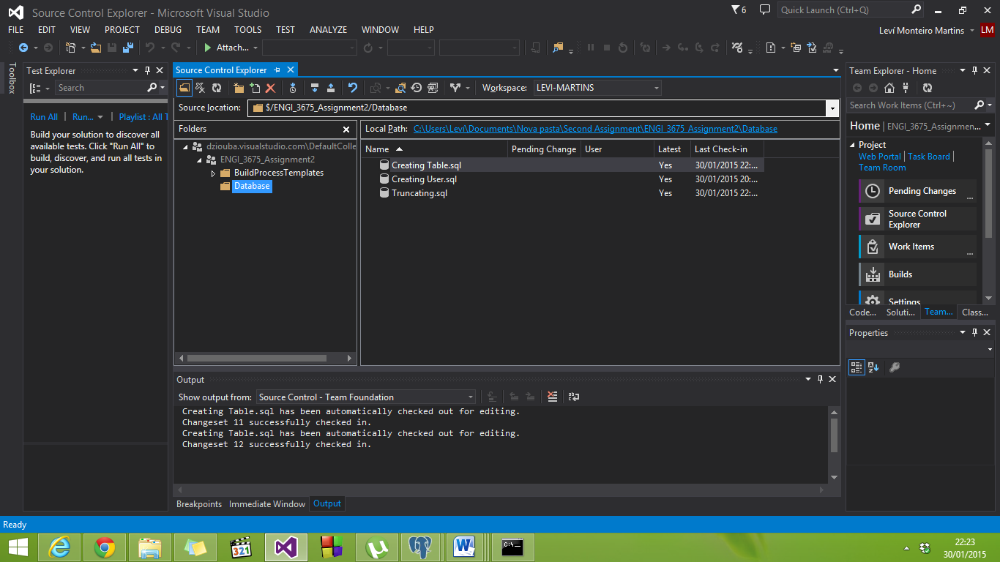 Source Control Explorer - Microsoft Visual Studio
6
Quick Launch (Ctrl+Q)
FILE EDIT VIEW PROJECT DEBUG TEAM TOOLS TEST ANALYZE WINDOW HELP
Leví Monteiro Martins
LM
Attach...
Toolbox
Test Explorer
Search
Run All
Run...
Playlist : All T
Build your solution to discover all
available tests. Click "Run All" to
build, discover, and run all tests in
your solution.
Source Control Explorer
Workspace: LEVI-MARTINS
Source location: $/ENGI_3675_Assignment2/Database
Folders
dziouba.visualstudio.com\DefaultColle
ENGI_3675_Assignment2
BuildProcessTemplates
Database
Local Path: C:\Users\Levi\Documents\Nova pasta\Second Assignment\ENGI_3675_Assignment2\Database
Name Pending Change User Latest Last Check-in
Creating Table.sql Yes 30/01/2015 22:...
Creating User.sql Yes 30/01/2015 20:...
Truncating.sql Yes 30/01/2015 22:...
Output
Show output from: Source Control - Team Foundation
Creating Table.sql has been automatically checked out for editing.
Changeset 11 successfully checked in.
Creating Table.sql has been automatically checked out for editing.
Changeset 12 successfully checked in.
Breakpoints Immediate Window Output
Team Explorer - Home
Search Work Items (Ctrl+~)
Home | ENGI_3675_Assignmen...
Project
Web Portal | Task Board |
Team Room
Pending Changes
...
Source Control
Explorer
Work Items
...
Builds
Settings
Code... Soluti... Team... Class...
Properties
Ready
321
W
C:\_
22:23
30/01/2015